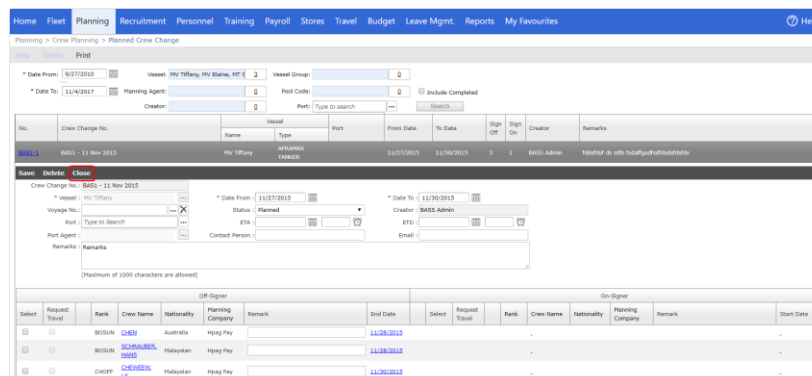 Home Fleet Planning Recruitment Personnel Training Payroll Stores Travel Budget Leave Mgmt. Reports My Favourites He
Planning > Crew Planning > Planned Crew Change
New Delete Print
* Date From: 9/27/2010 Vessel: MV Tiffany, MV Elaine, MT S 3 Vessel Group: 0
* Date To: 11/4/2017 Manning Agent: 0 Pool Code: 0 Include Completed
Creator: 0 Port: Type to search Search
No. Crew Change No. Vessel Port From Date To Date Sign Off Sign On Creator Remarks
Name Type
BAS1-1 BAS1 - 11 Nov 2015 MV Tiffany AFRAMAX TANKER 11/27/2015 11/30/2015 3 1 BASS Admin
Save Delete Close
Crew Change No.: BAS1 - 11 Nov 2015
* Vessel : MV Tiffany * Date From : 11/27/2015 * Date To : 11/30/2015
Voyage No.: Status : Planned Creator : BASS Admin
Port : Type to Search ETA : ETD :
Port Agent : Contact Person : Email :
Remarks : Remarks
(Maximum of 1000 characters are allowed)
Off-Signer On-Signer
Select Request Travel Rank Crew Name Nationality Manning Company Remark End Date Select Request Travel Rank Crew Name Nationality Manning Company Remark Start Date
BOSUN CHEN Australia Hpag Pay 11/28/2015 - -
BOSUN SCHRAUBER, HANS Malaysian Hpag Pay 11/28/2015 - -
CHOFF CHEWEEW, Malaysian Hpag Pay 11/30/2015 - -